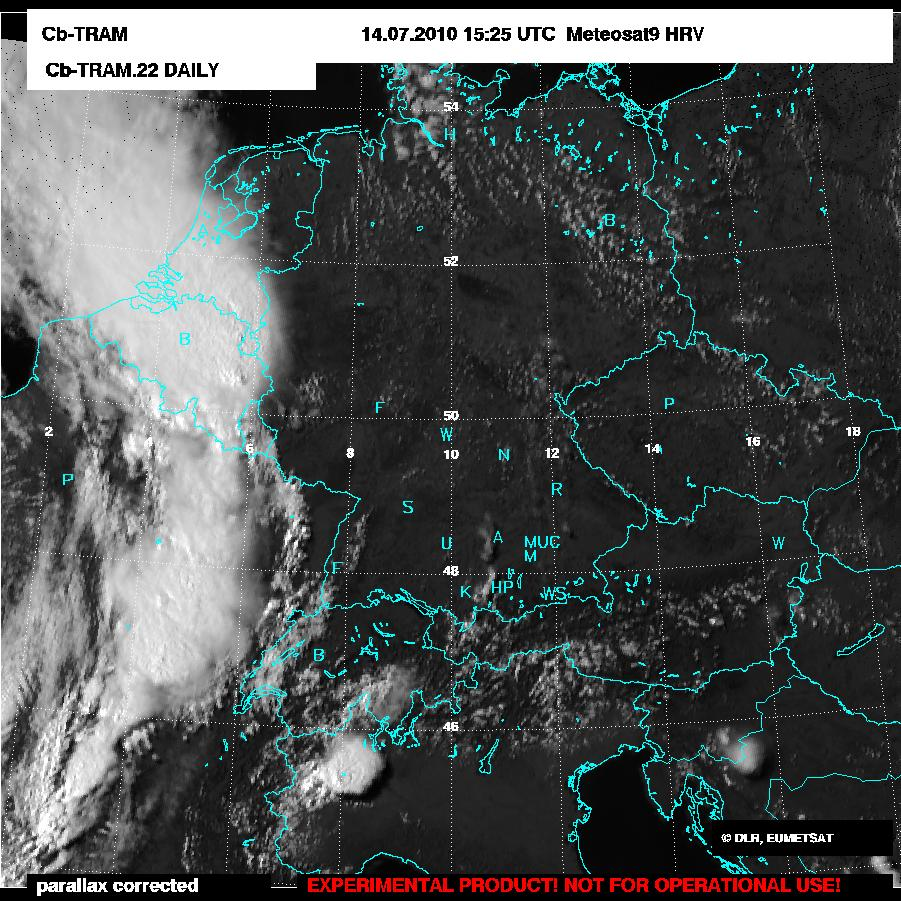 Cb-TRAM 14.07.2010 15:25 UTC Meteosat9 HRV
Cb-TRAM.22 DAILY
54
H
A B
52
B
F 50 P
2 4 6 8 W 10 N 12 14 16 18
P R
S
U A MUC W
M
F 48
K HP WS
B
46
© DLR, EUMETSAT
parallax corrected EXPERIMENTAL PRODUCT! NOT FOR OPERATIONAL USE!